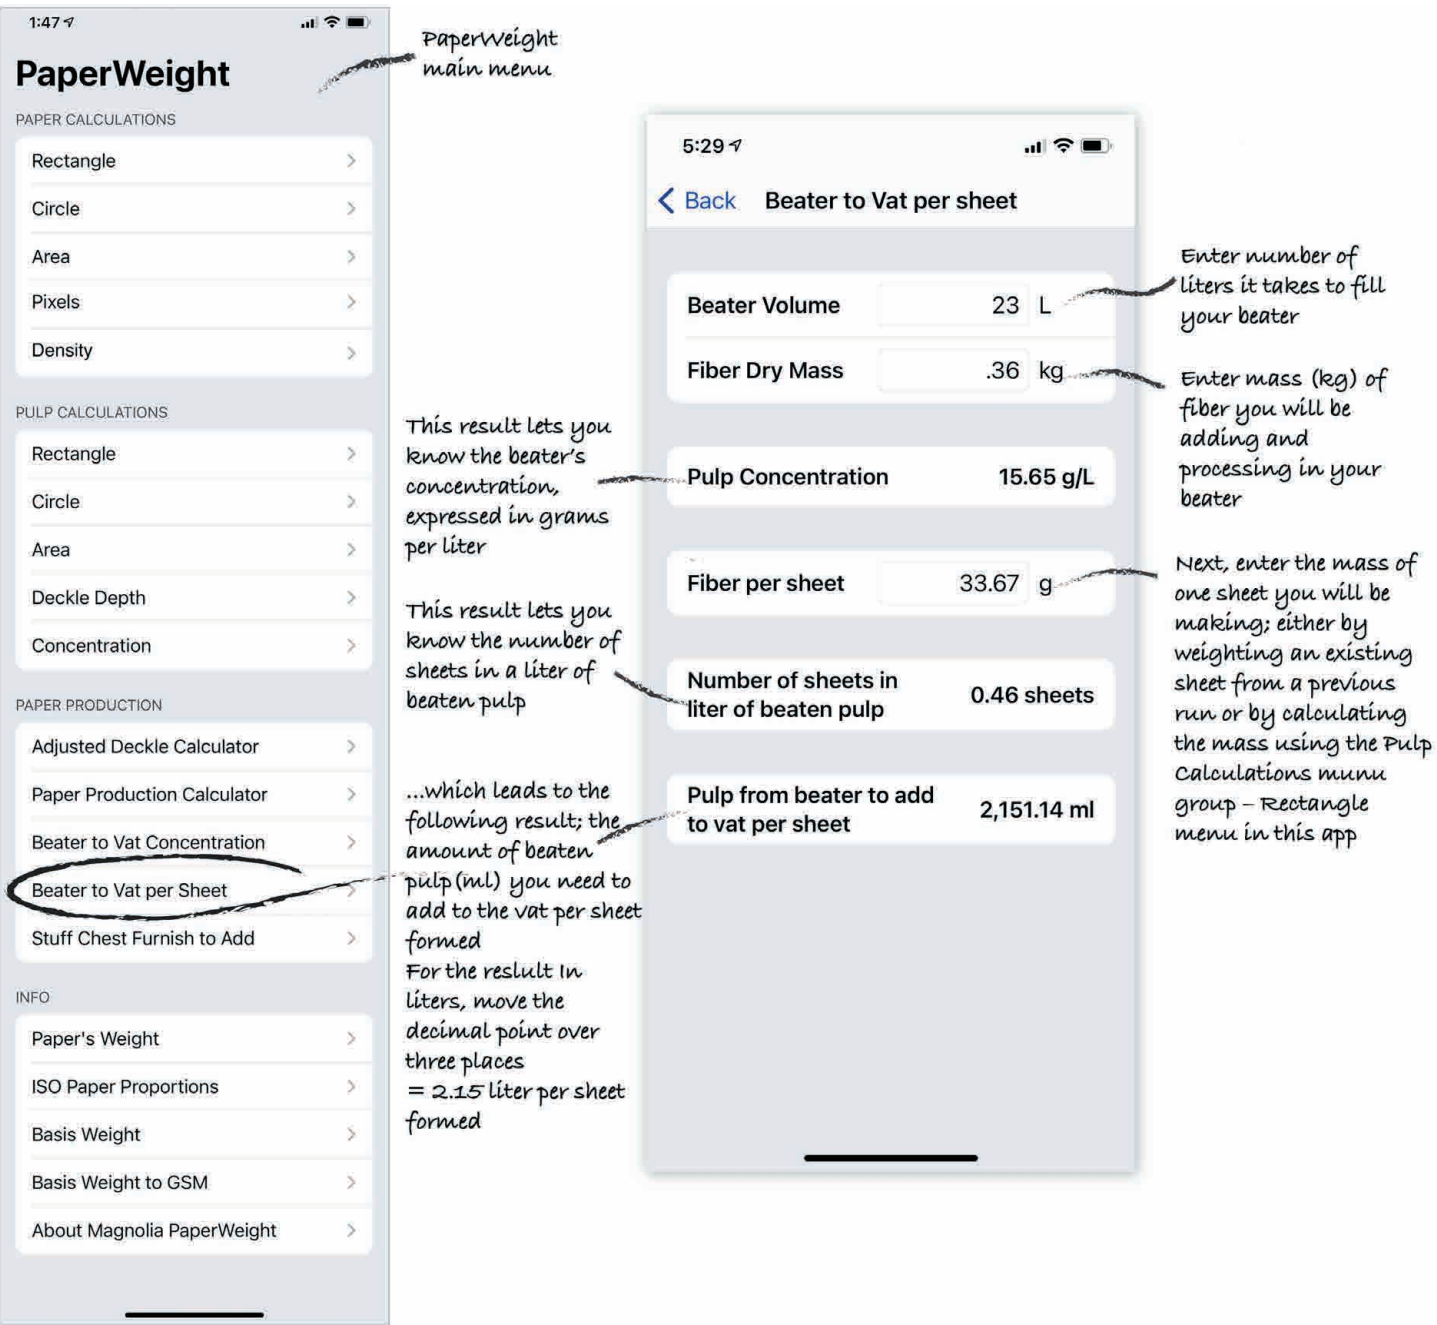 1:47
PaperWeight
PAPER CALCULATIONS
Rectangle
Circle
Area
Pixels
Density
PULP CALCULATIONS
Rectangle
Circle
Area
Deckle Depth
Concentration
PAPER PRODUCTION
Adjusted Deckle Calculator
Paper Production Calculator
Beater to Vat Concentration
Beater to Vat per Sheet
Stuff Chest Furnish to Add
INFO
Paper's Weight
ISO Paper Proportions
Basis Weight
Basis Weight to GSM
About Magnolia PaperWeight
PaperWeight
main menu
This result lets you
know the beater's
concentration,
expressed in grams
per liter
This result lets you
know the number of
sheets in a liter of
beaten pulp
...which leads to the
following result; the
amount of beaten
pulp (ml) you need to
add to the vat per sheet
formed
For the reslult In
liters, move the
decimal point over
three places
= 2.15 liter per sheet
formed
5:29
Back Beater to Vat per sheet
Beater Volume 23 L
Fiber Dry Mass .36 kg
Pulp Concentration 15.65 g/L
Fiber per sheet 33.67 g
Number of sheets in
liter of beaten pulp 0.46 sheets
Pulp from beater to add
to vat per sheet 2,151.14 ml
Enter number of
liters it takes to fill
your beater
Enter mass (kg) of
fiber you will be
adding and
processing in your
beater
Next, enter the mass of
one sheet you will be
making; either by
weighting an existing
sheet from a previous
run or by calculating
the mass using the Pulp
Calculations munu
group – Rectangle
menu in this app